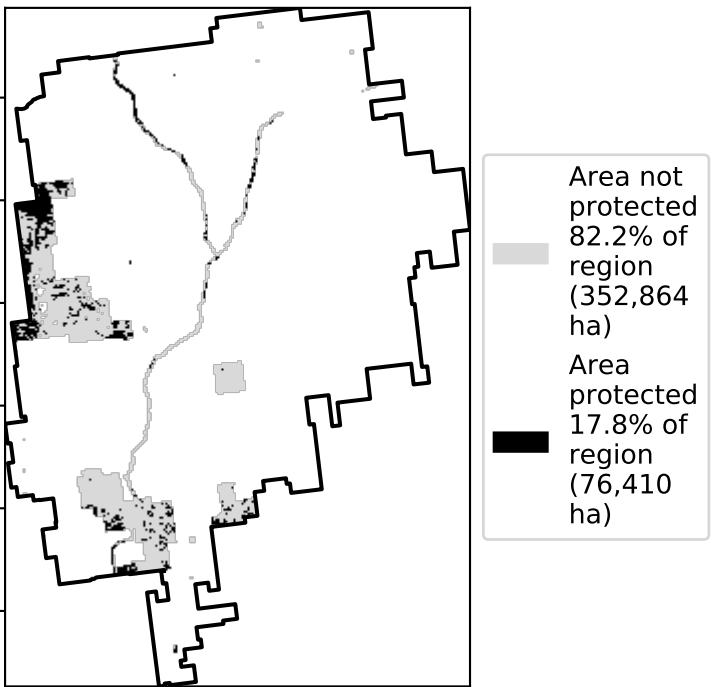 Area not
protected
82.2% of
region
(352,864
ha)
Area
protected
17.8% of
region
(76,410
ha)